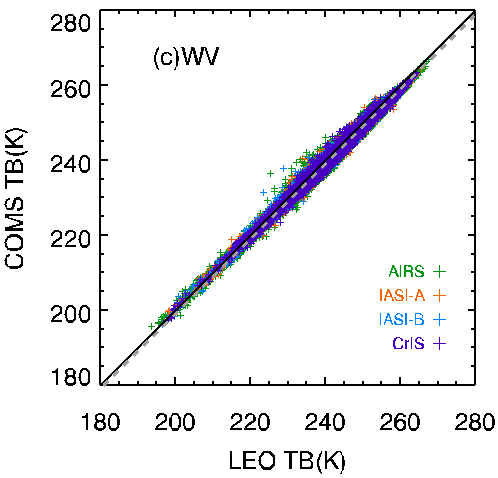 280
(c)WV
260
240
COMS TB(K)
220
AIRS +
IASI-A +
IASI-B +
200
CrIS +
180
180 200 220 240 260 280
LEO TB(K)